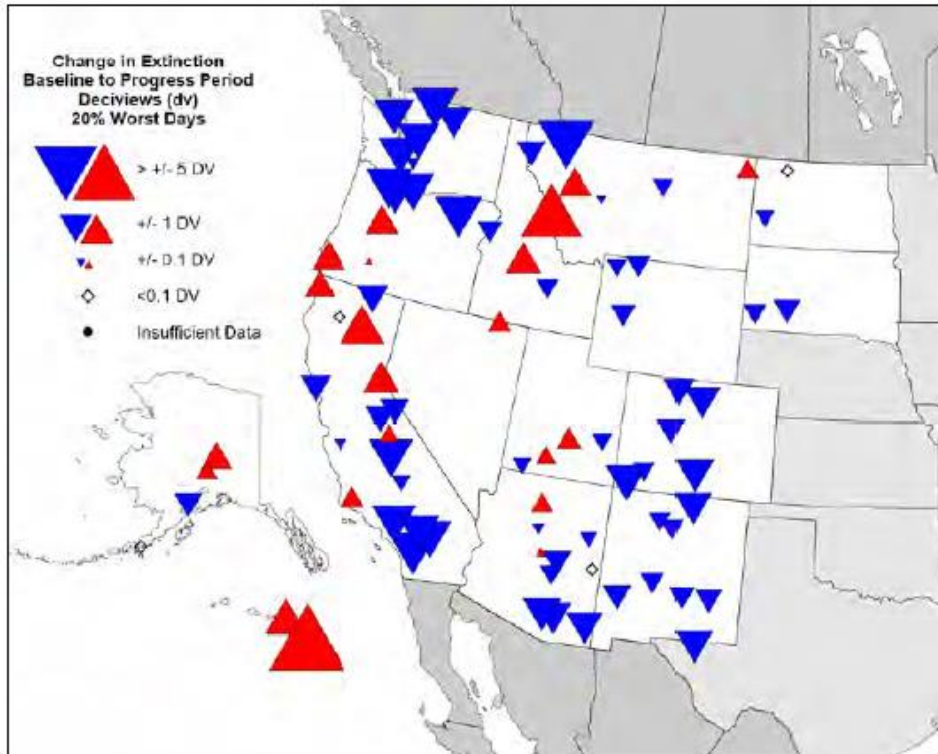 Change in Extinction
Baseline to Progress Period
Deciviews (dv)
20% Worst Days
> +/- 5 DV
+/- 1 DV
+/- 0.1 DV
<0.1 DV
Insufficient Data